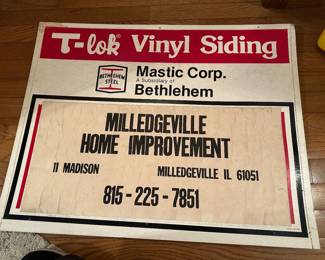 T-lok® Vinyl Siding
BETHLEHEM
STEEL
Mastic Corp.
A Subsidiary of
Bethlehem
MILLEDGEVILLE
HOME IMPROVEMENT
11 MADISON MILLEDGEVILLE IL 61051
815-225-7851